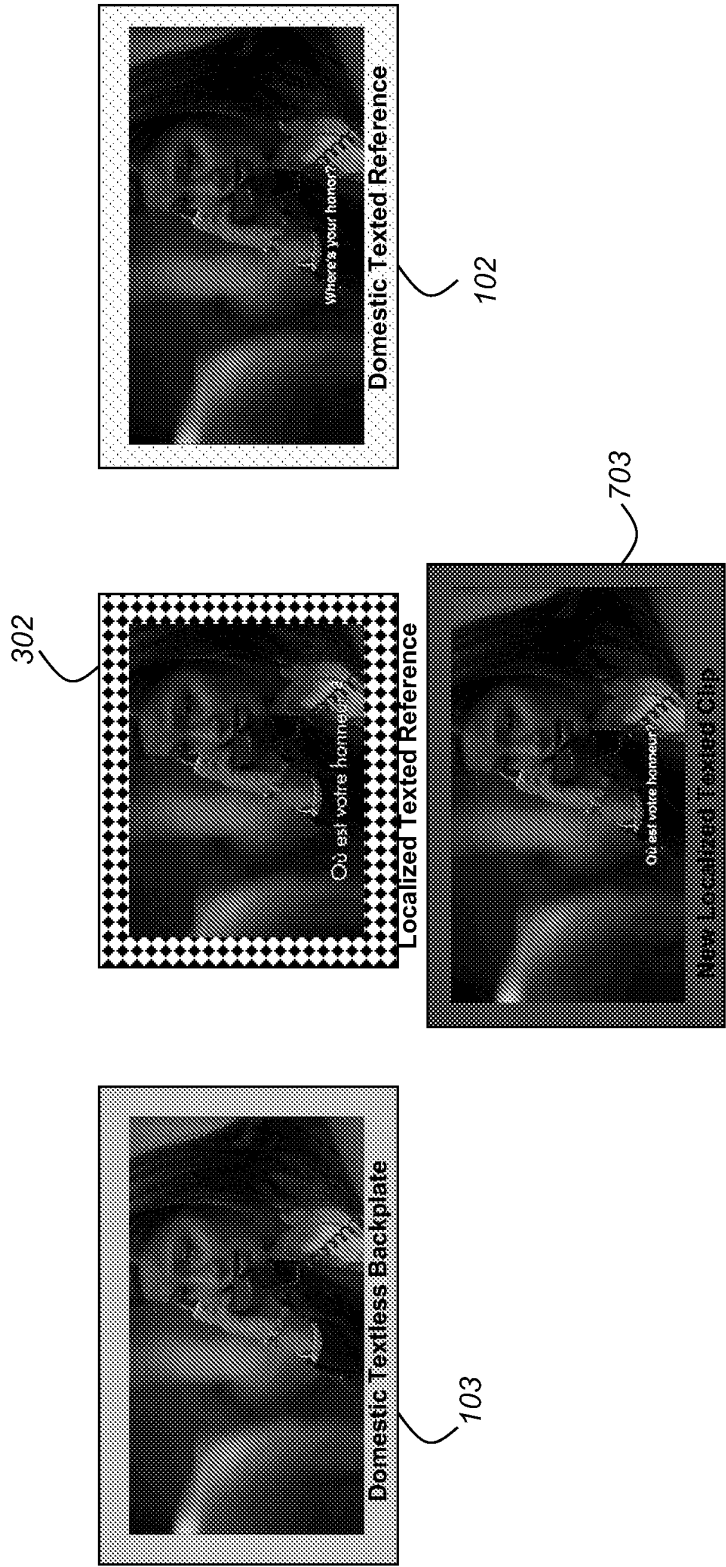 Domestic Textless Backplate
103
302
Où est votre honneur?
Localized Texted Reference
Where's your honor?
Domestic Texted Reference
102
Où est votre honneur?
New Localized Texted Clip
703